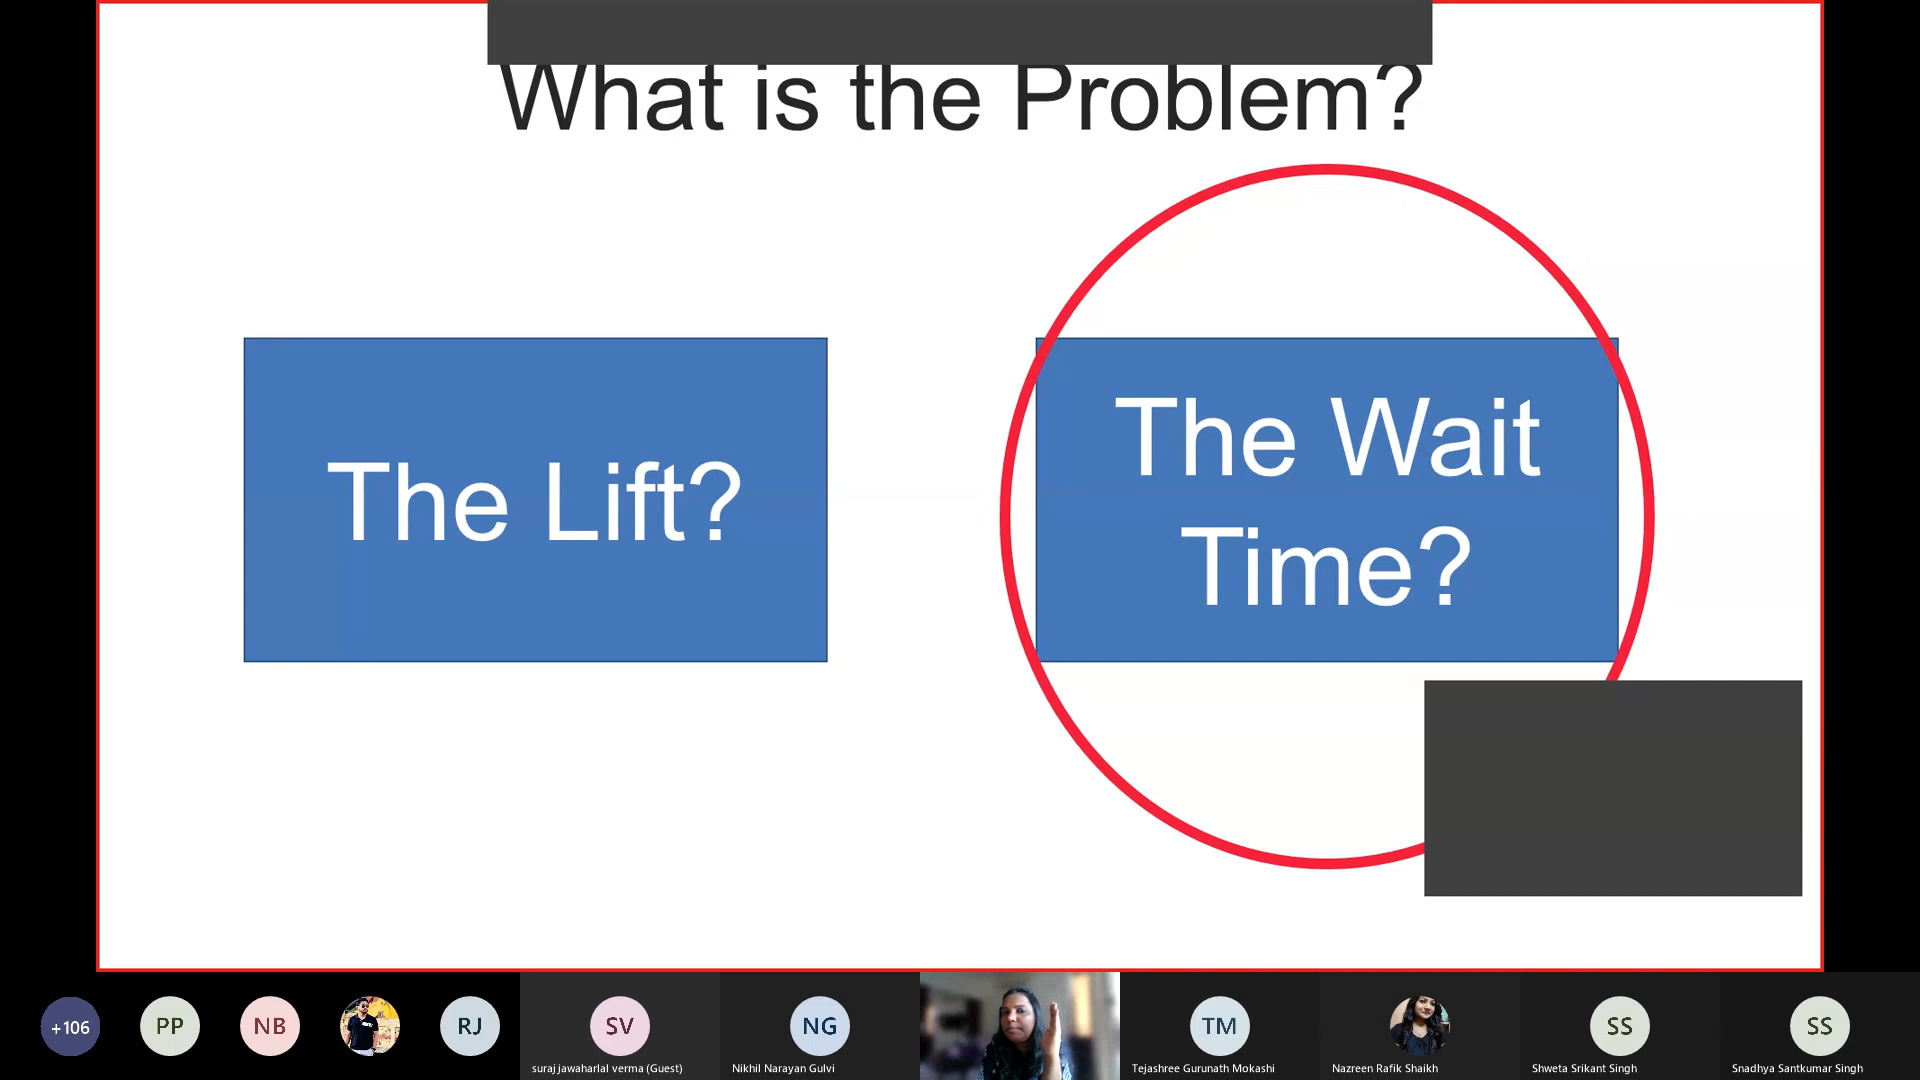 What is the Problem?
The Lift?
The Wait
Time?
+106
PP
NB
RJ
SV
NG
TM
SS
SS
suraj jawaharlal verma (Guest)
Nikhil Narayan Gulvi
Tejashree Gurunath Mokashi
Nazreen Rafik Shaikh
Shweta Srikant Singh
Snadhya Santkumar Singh